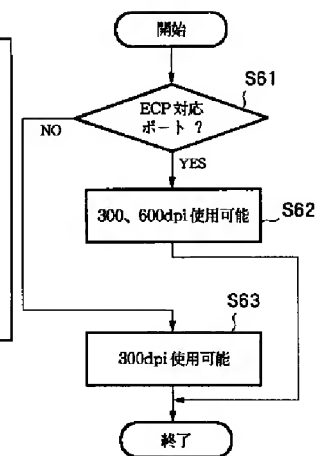 開始
S61
ECP対応
ポート ?
NO
YES
300、600dpi使用可能
S62
S63
300dpi使用可能
終了